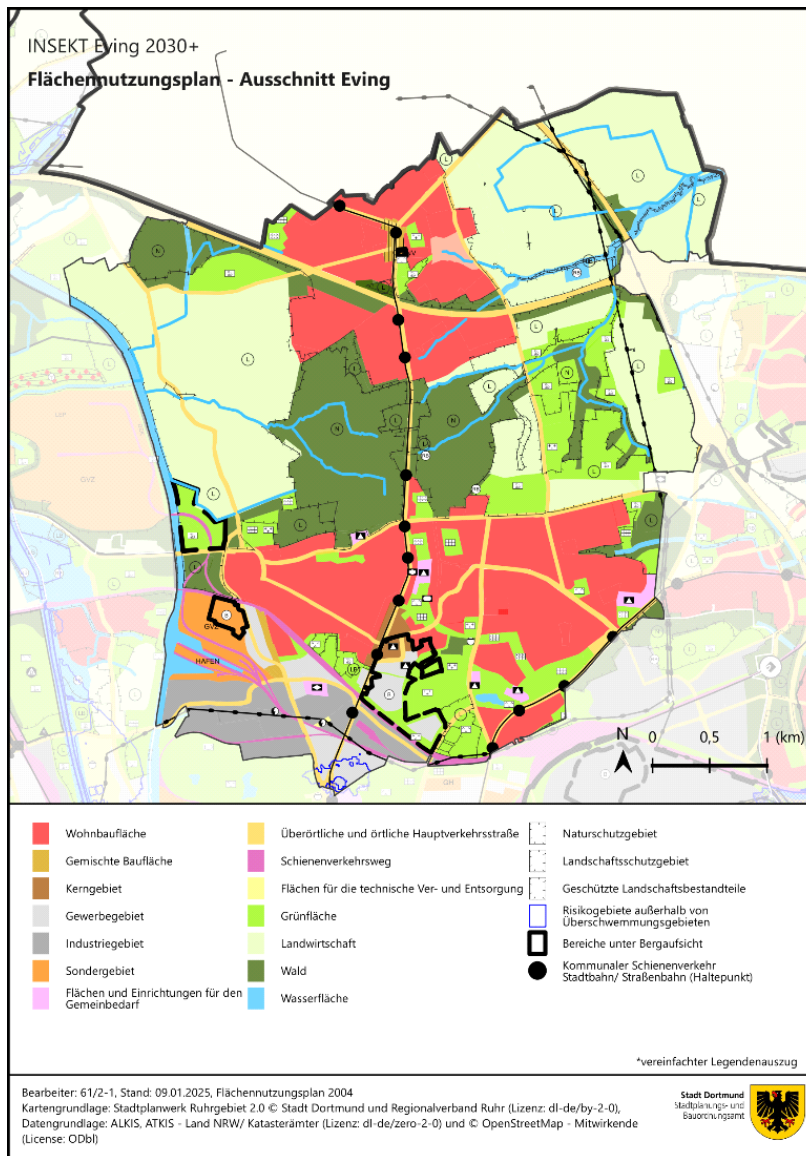 INSEKT Eving 2030+
Flächennutzungsplan - Ausschnitt Eving
L
L
N
L
L
L
N
L
L
N
N
L
L
L
L
L
GVZ
HAFEN
N
0 0,5 1 (km)
Wohnbaufläche
Gemischte Baufläche
Kerngebiet
Gewerbegebiet
Industriegebiet
Sondergebiet
Flächen und Einrichtungen für den
Gemeinbedarf
Überörtliche und örtliche Hauptverkehrsstraße
Schienenverkehrsweg
Flächen für die technische Ver- und Entsorgung
Grünfläche
Landwirtschaft
Wald
Wasserfläche
Naturschutzgebiet
Landschaftsschutzgebiet
Geschützte Landschaftsbestandteile
Risikogebiete außerhalb von
Überschwemmungsgebieten
Bereiche unter Bergaufsicht
Kommunaler Schienenverkehr
Stadtbahn/ Straßenbahn (Haltepunkt)
*vereinfachter Legendenauszug
Bearbeiter: 61/2-1, Stand: 09.01.2025, Flächennutzungsplan 2004
Kartengrundlage: Stadtplanwerk Ruhrgebiet 2.0 © Stadt Dortmund und Regionalverband Ruhr (Lizenz: dl-de/by-2-0),
Datengrundlage: ALKIS, ATKIS - Land NRW/ Katasterämter (Lizenz: dl-de/zero-2-0) und © OpenStreetMap - Mitwirkende
(License: ODbl)
Stadt Dortmund
Stadtplanungs- und
Bauordnungsamt